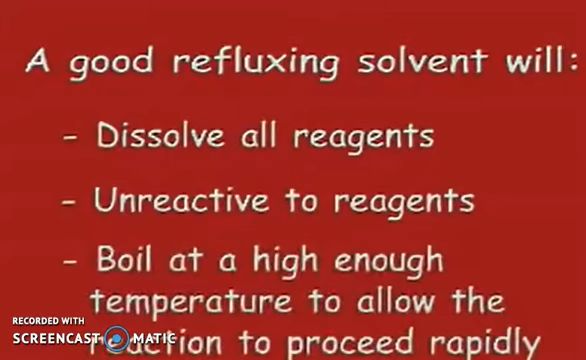 A good refluxing solvent will:
- Dissolve all reagents
- Unreactive to reagents
- Boil at a high enough
temperature to allow the
reaction to proceed rapidly
RECORDED WITH
SCREENCAST MATIC